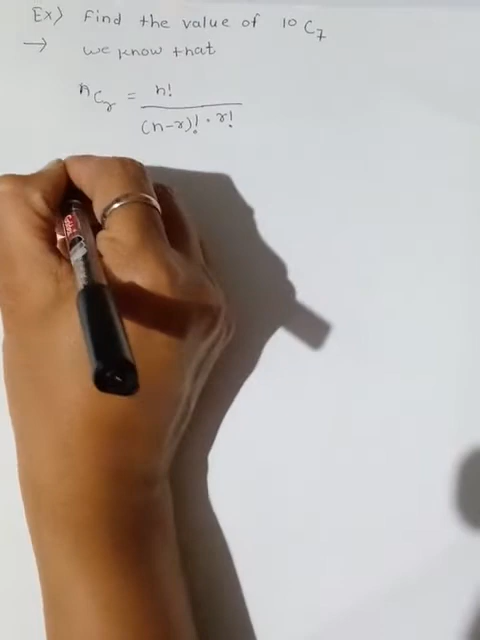 Ex) Find the value of ¹⁰C₇
→ we know that
ⁿCᵣ = n! / (n-r)! · r!